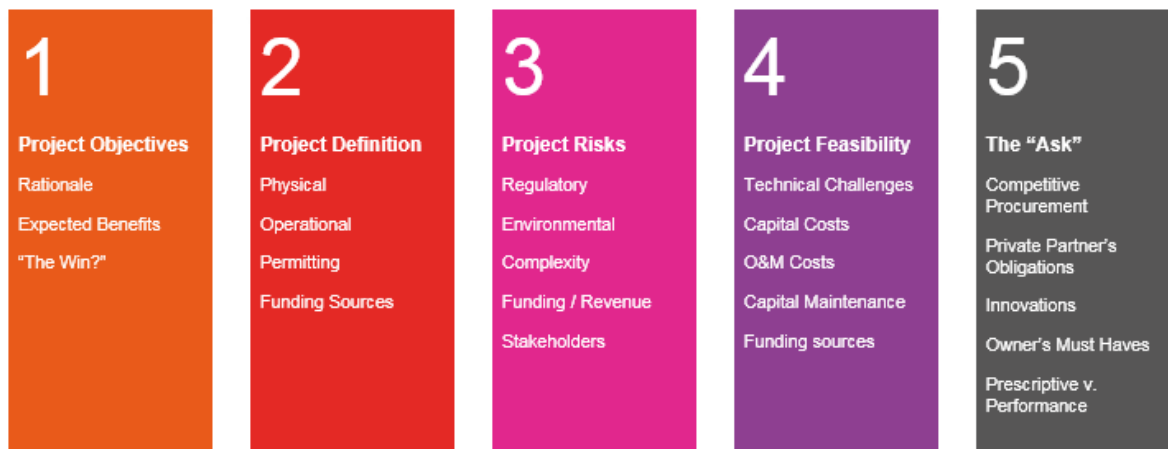 1
Project Objectives
Rationale
Expected Benefits
“The Win?”
2
Project Definition
Physical
Operational
Permitting
Funding Sources
3
Project Risks
Regulatory
Environmental
Complexity
Funding / Revenue
Stakeholders
4
Project Feasibility
Technical Challenges
Capital Costs
O&M Costs
Capital Maintenance
Funding sources
5
The “Ask”
Competitive
Procurement
Private Partner’s
Obligations
Innovations
Owner’s Must Haves
Prescriptive v.
Performance